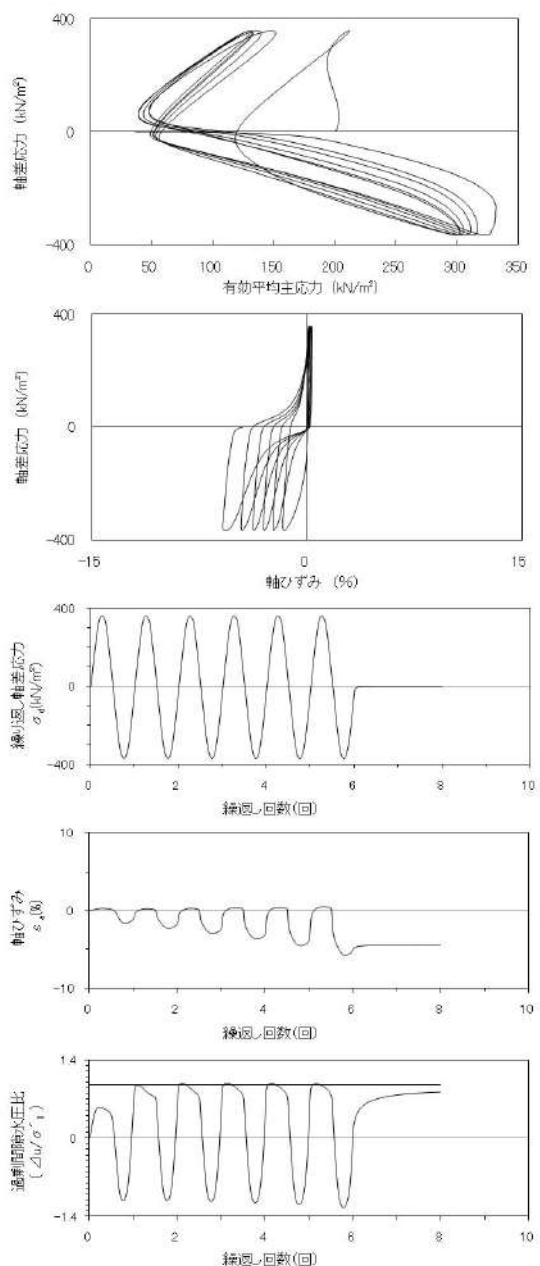 400
0
-400
軸差応力 (kN/m²)
0 50 100 150 200 250 300 350
有効平均主応力 (kN/m²)
400
0
-400
軸差応力 (kN/m²)
-15 0 15
軸ひずみ (%)
400
0
-400
繰り返し軸差応力
σd(kN/m²)
0 2 4 6 8 10
繰返し回数(回)
10
0
-10
軸ひずみ
εa(%)
0 2 4 6 8 10
繰返し回数(回)
1.4
0
-1.4
過剰間隙水圧比
(Δu/σ'
0 2 4 6 8 10
繰返し回数(回)